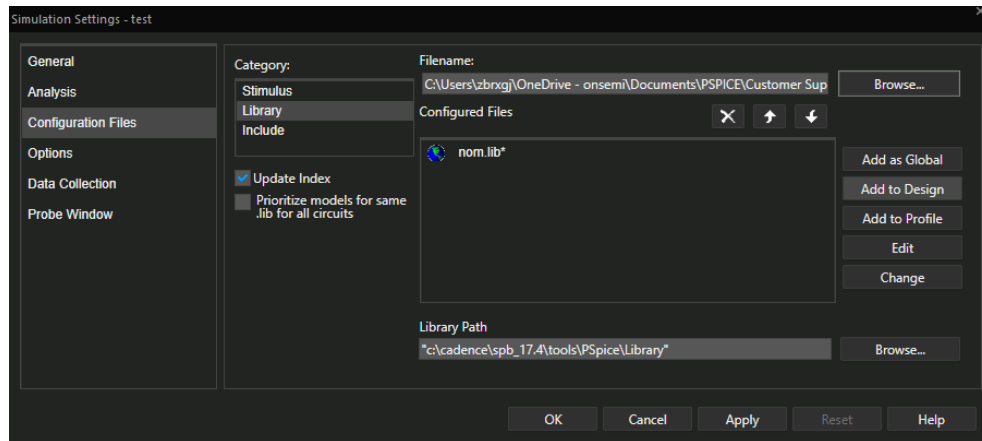 Simulation Settings - test
General
Analysis
Configuration Files
Options
Data Collection
Probe Window
Category:
Stimulus
Library
Include
Update Index
Prioritize models for same
.lib for all circuits
Filename:
C:\Users\zbrxgj\OneDrive - onsemi\Documents\PSPICE\Customer Sup
Browse...
Configured Files
nom.lib*
Add as Global
Add to Design
Add to Profile
Edit
Change
Library Path
"c:\cadence\spb_17.4\tools\PSpice\Library"
Browse...
OK
Cancel
Apply
Reset
Help